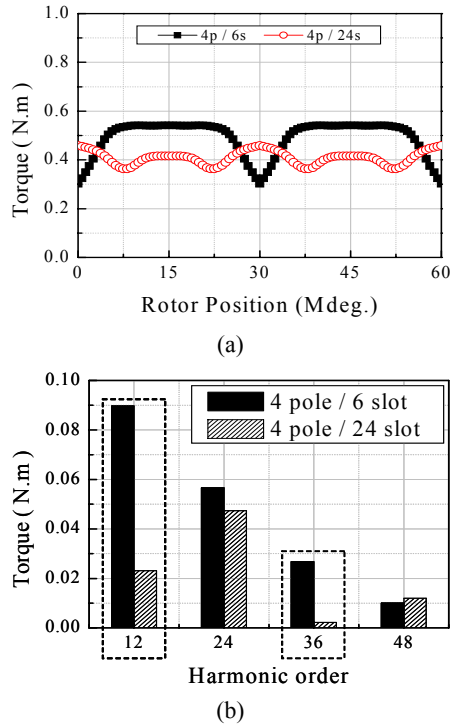 4p / 6s
4p / 24s
1.0
0.8
0.6
0.4
0.2
0.0
Torque ( N.m )
0
15
30
45
60
Rotor Position (Mdeg.)
(a)
4 pole / 6 slot
4 pole / 24 slot
0.10
0.08
0.06
0.04
0.02
0.00
Torque ( N.m )
12
24
36
48
Harmonic order
(b)